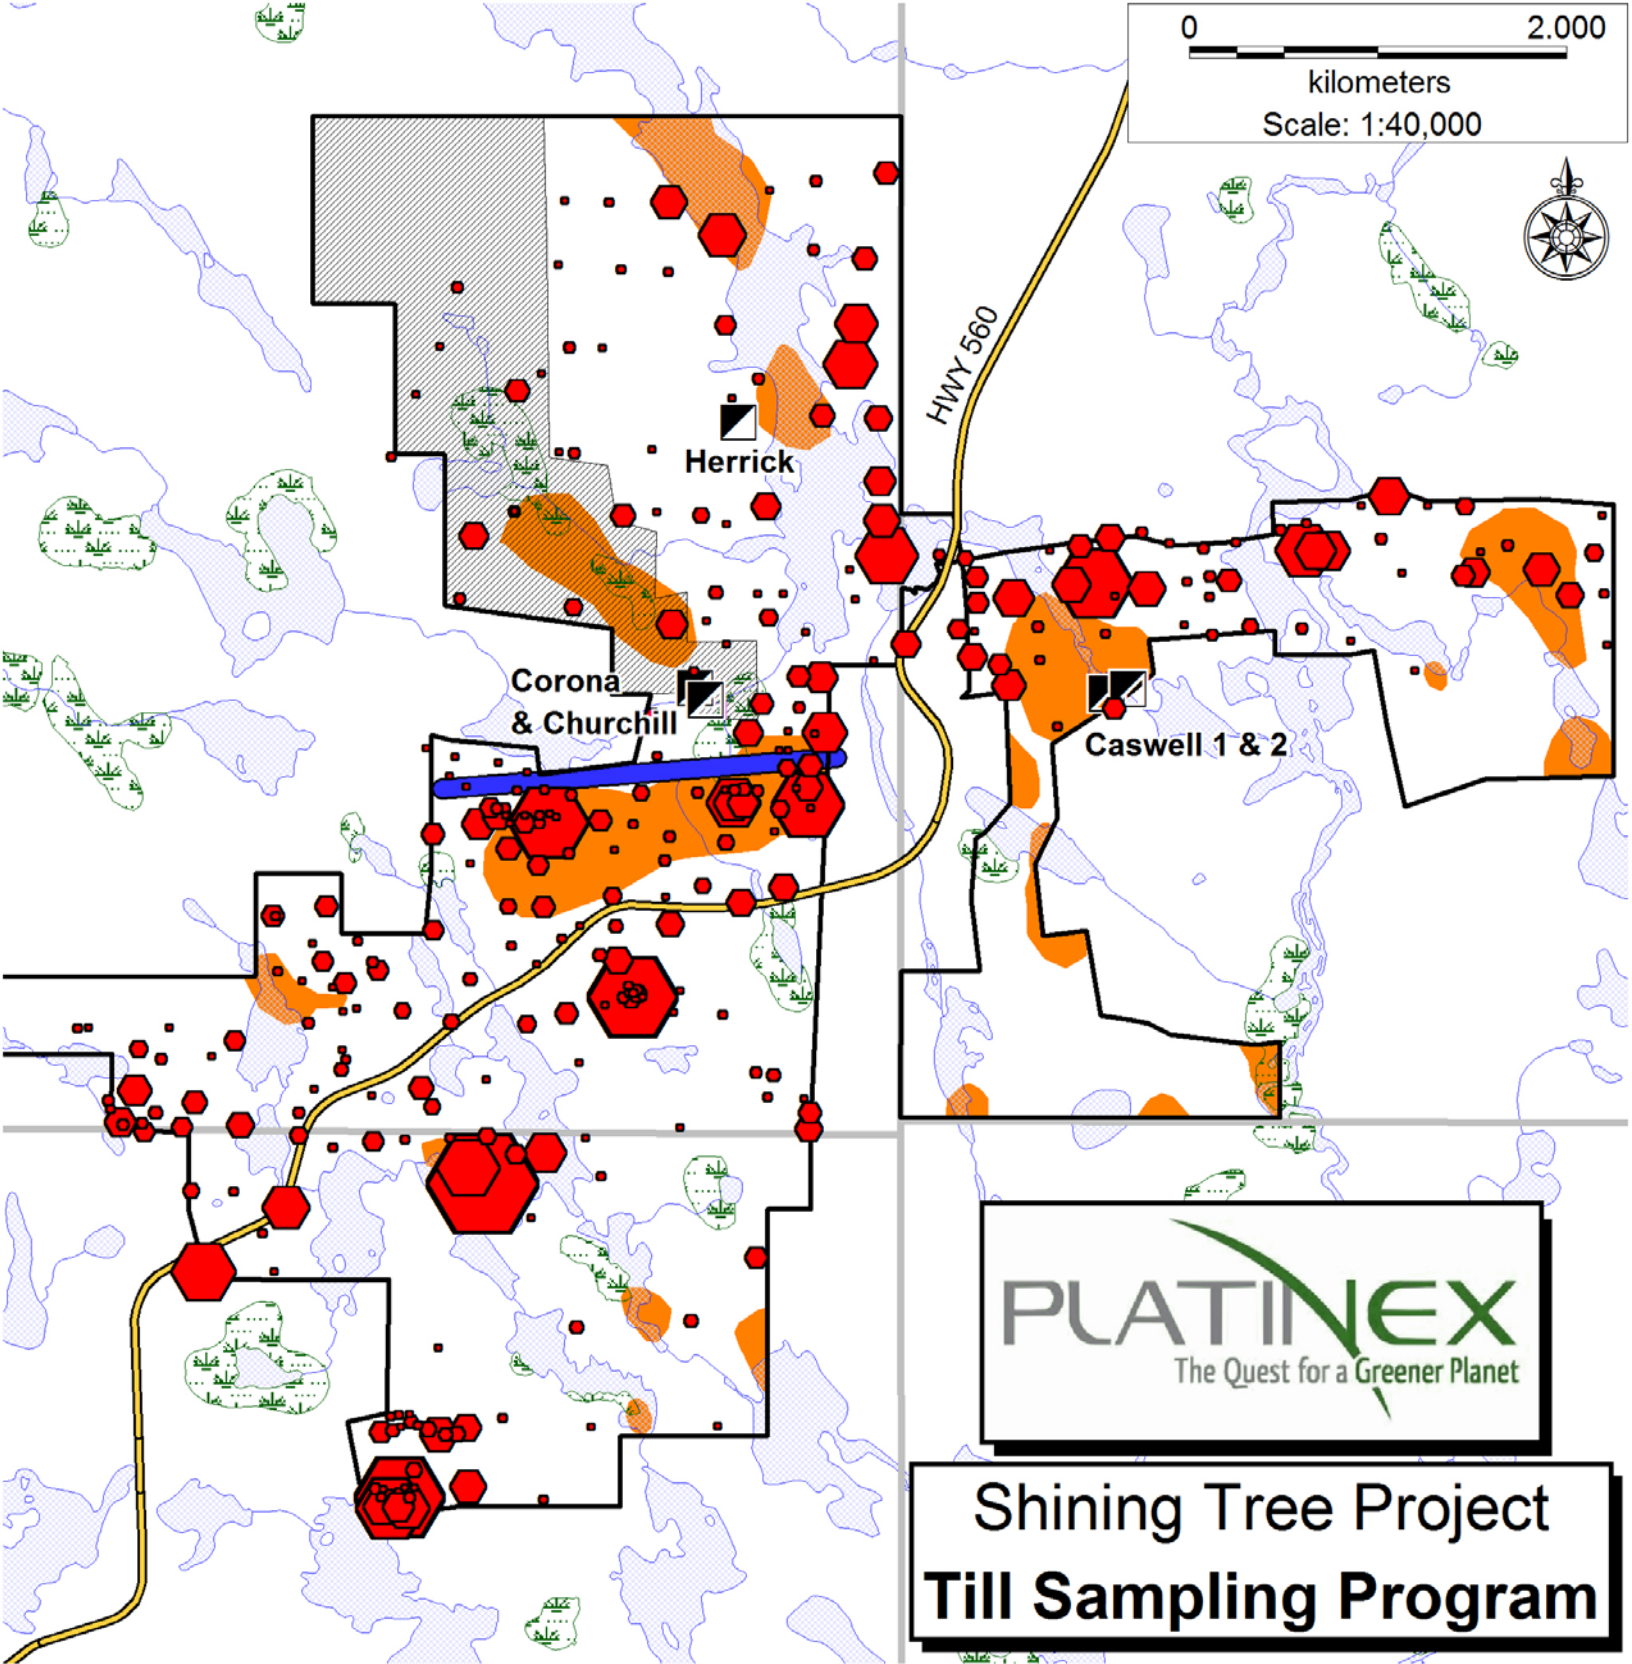 0 2.000
kilometers
Scale: 1:40,000
HWY 560
Herrick
Corona
& Churchill
Caswell 1 & 2
PLATINEX
The Quest for a Greener Planet
Shining Tree Project
Till Sampling Program